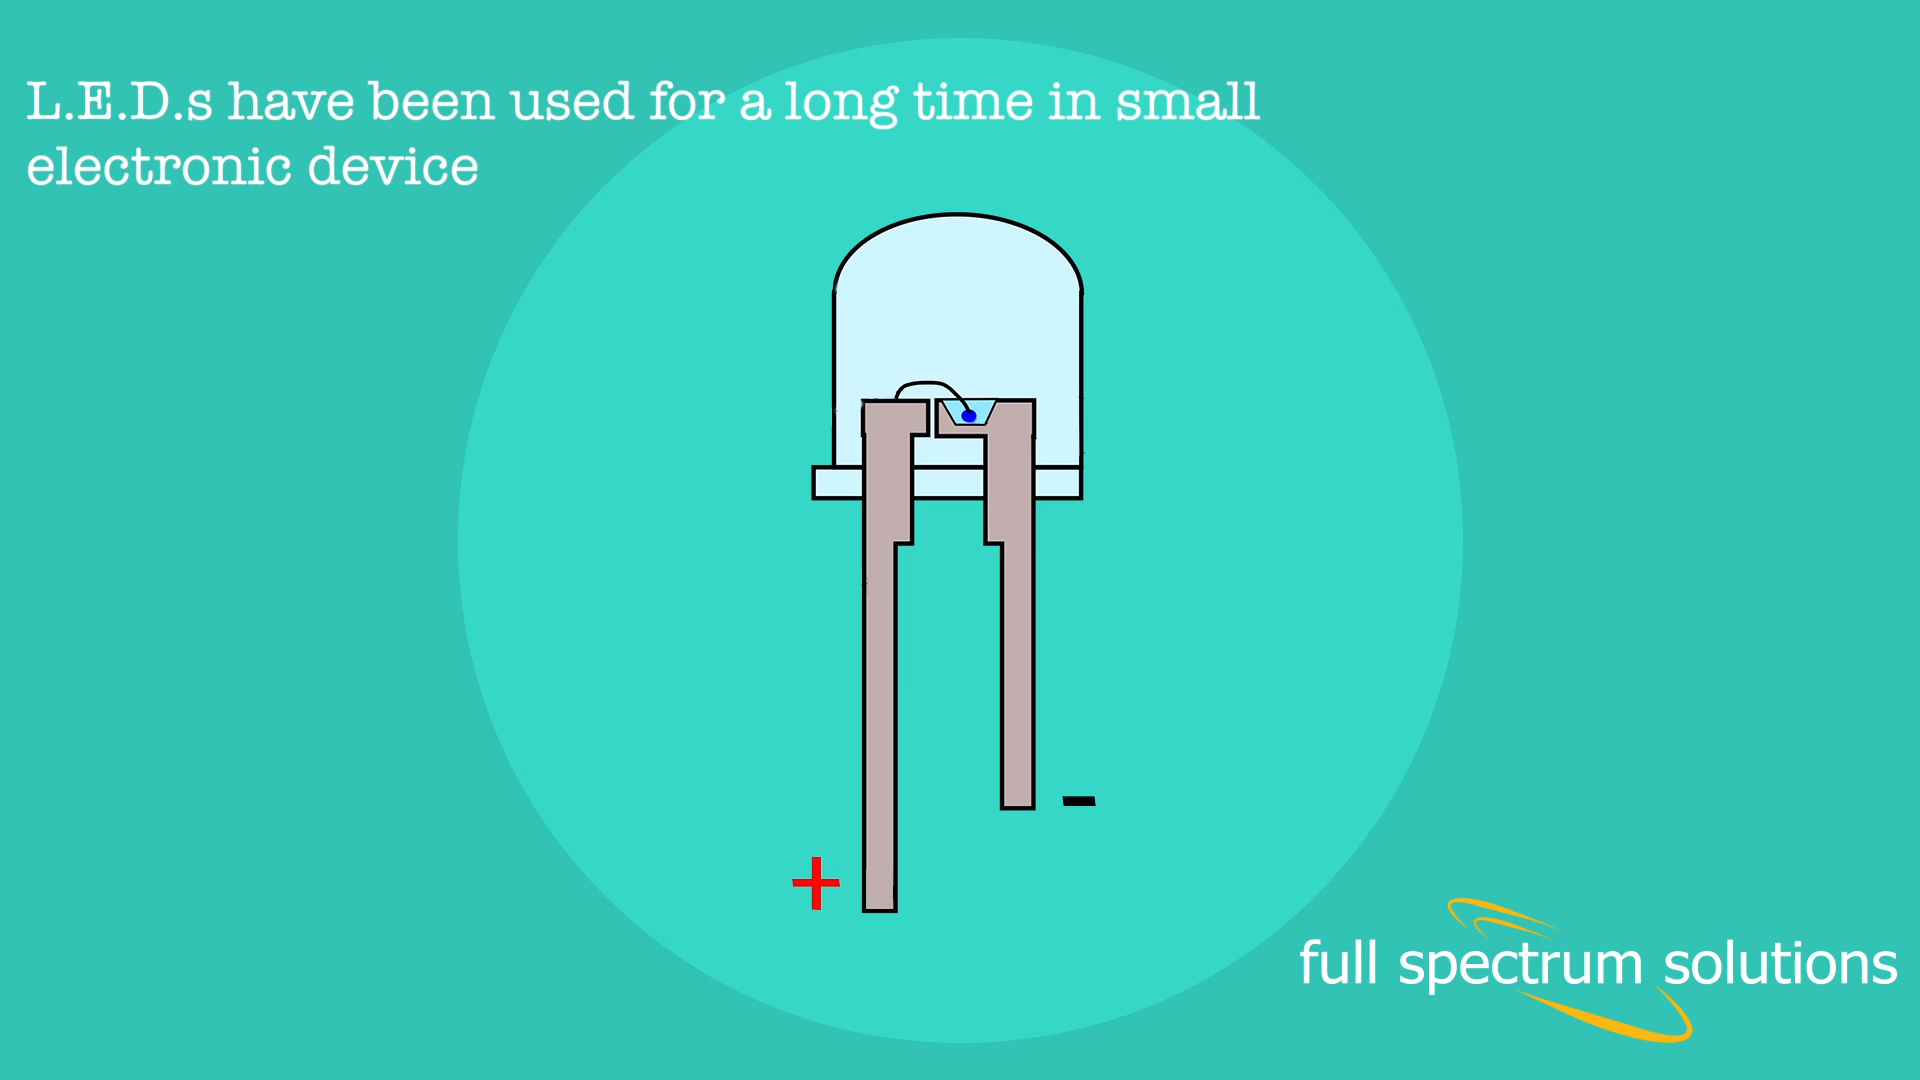 L.E.D.s have been used for a long time in small
electronic device
+
-
full spectrum solutions